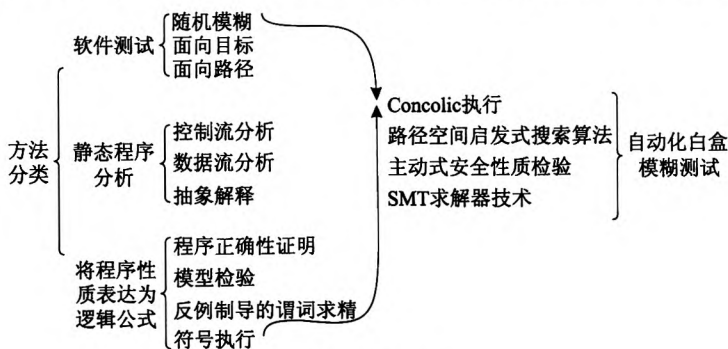 方法
分类
软件测试
随机模糊
面向目标
面向路径
静态程序
分析
控制流分析
数据流分析
抽象解释
将程序性
质表达为
逻辑公式
程序正确性证明
模型检验
反例制导的谓词求精
符号执行
Concolic执行
路径空间启发式搜索算法
主动式安全性质检验
SMT求解器技术
自动化白盒
模糊测试